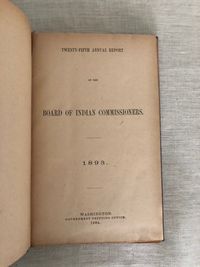 TWENTY-FIFTH ANNUAL REPORT
OF THE
BOARD OF INDIAN COMMISSIONERS.
1893.
WASHINGTON:
GOVERNMENT PRINTING OFFICE.
1894.